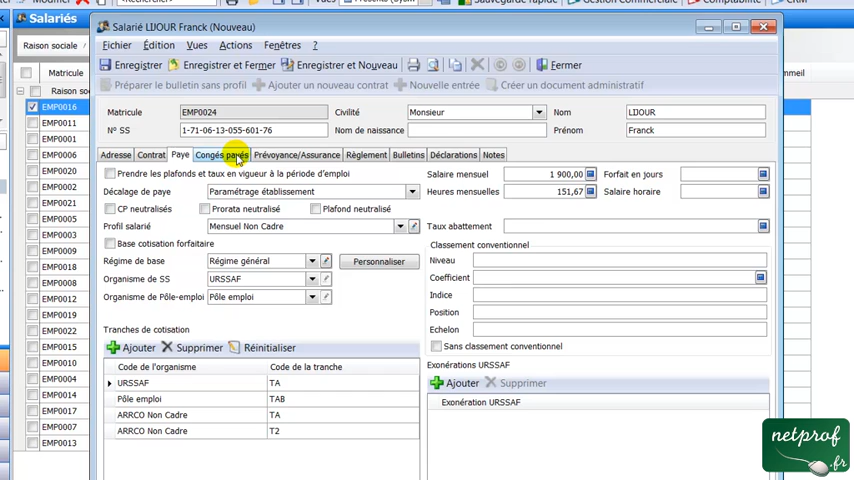 <Rechercher>
Vues
Sauvegarde rapide
Gestion Commerciale
Comptabilité
CRM
Salariés
Raison sociale
Matricule
EMP0016
EMP0011
EMP0001
EMP0006
EMP0020
EMP0002
EMP0005
EMP0003
EMP0009
EMP0018
EMP0008
EMP0012
EMP0019
EMP0022
EMP0015
EMP0010
EMP0004
EMP0014
EMP0017
EMP0007
EMP0013
Salarié LIJOUR Franck (Nouveau)
Fichier Édition Vues Actions Fenêtres ?
Enregistrer Enregistrer et Fermer Enregistrer et Nouveau Fermer
Préparer le bulletin sans profil Ajouter un nouveau contrat Nouvelle entrée Créer un document administratif
Matricule EMP0024 Civilité Monsieur Nom LIJOUR
N° SS 1-71-06-13-055-601-76 Nom de naissance Prénom Franck
Adresse Contrat Paye Congés payés Prévoyance/Assurance Règlement Bulletins Déclarations Notes
Prendre les plafonds et taux en vigueur à la période d'emploi Salaire mensuel 1 900,00 Forfait en jours
Décalage de paye Paramétrage établissement Heures mensuelles 151,67 Salaire horaire
CP neutralisés Prorata neutralisé Plafond neutralisé
Profil salarié Mensuel Non Cadre Taux abattement
Base cotisation forfaitaire Classement conventionnel
Régime de base Régime général Personnaliser Niveau
Organisme de SS URSSAF Coefficient
Organisme de Pôle-emploi Pôle emploi Indice
Position
Echelon
Tranches de cotisation
Sans classement conventionnel
Ajouter Supprimer Réinitialiser
Exonérations URSSAF
Code de l'organisme Code de la tranche
Ajouter Supprimer
URSSAF TA
Exonération URSSAF
Pôle emploi TAB
ARRCO Non Cadre TA
ARRCO Non Cadre T2
netprof
.fr